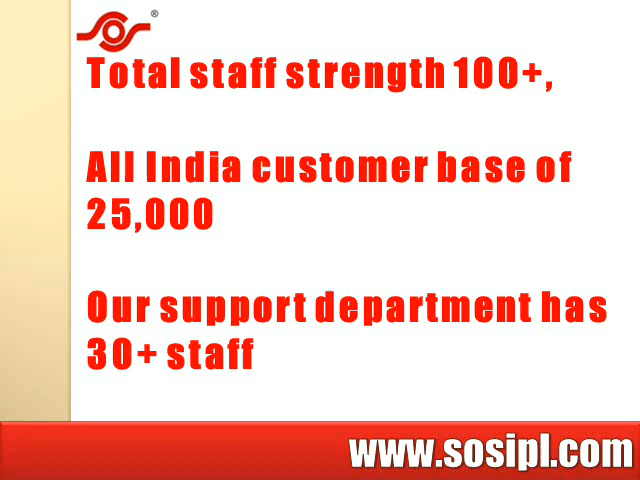 SOS®
Total staff strength 100+,
All India customer base of
25,000
Our support department has
30+ staff
www.sosipl.com